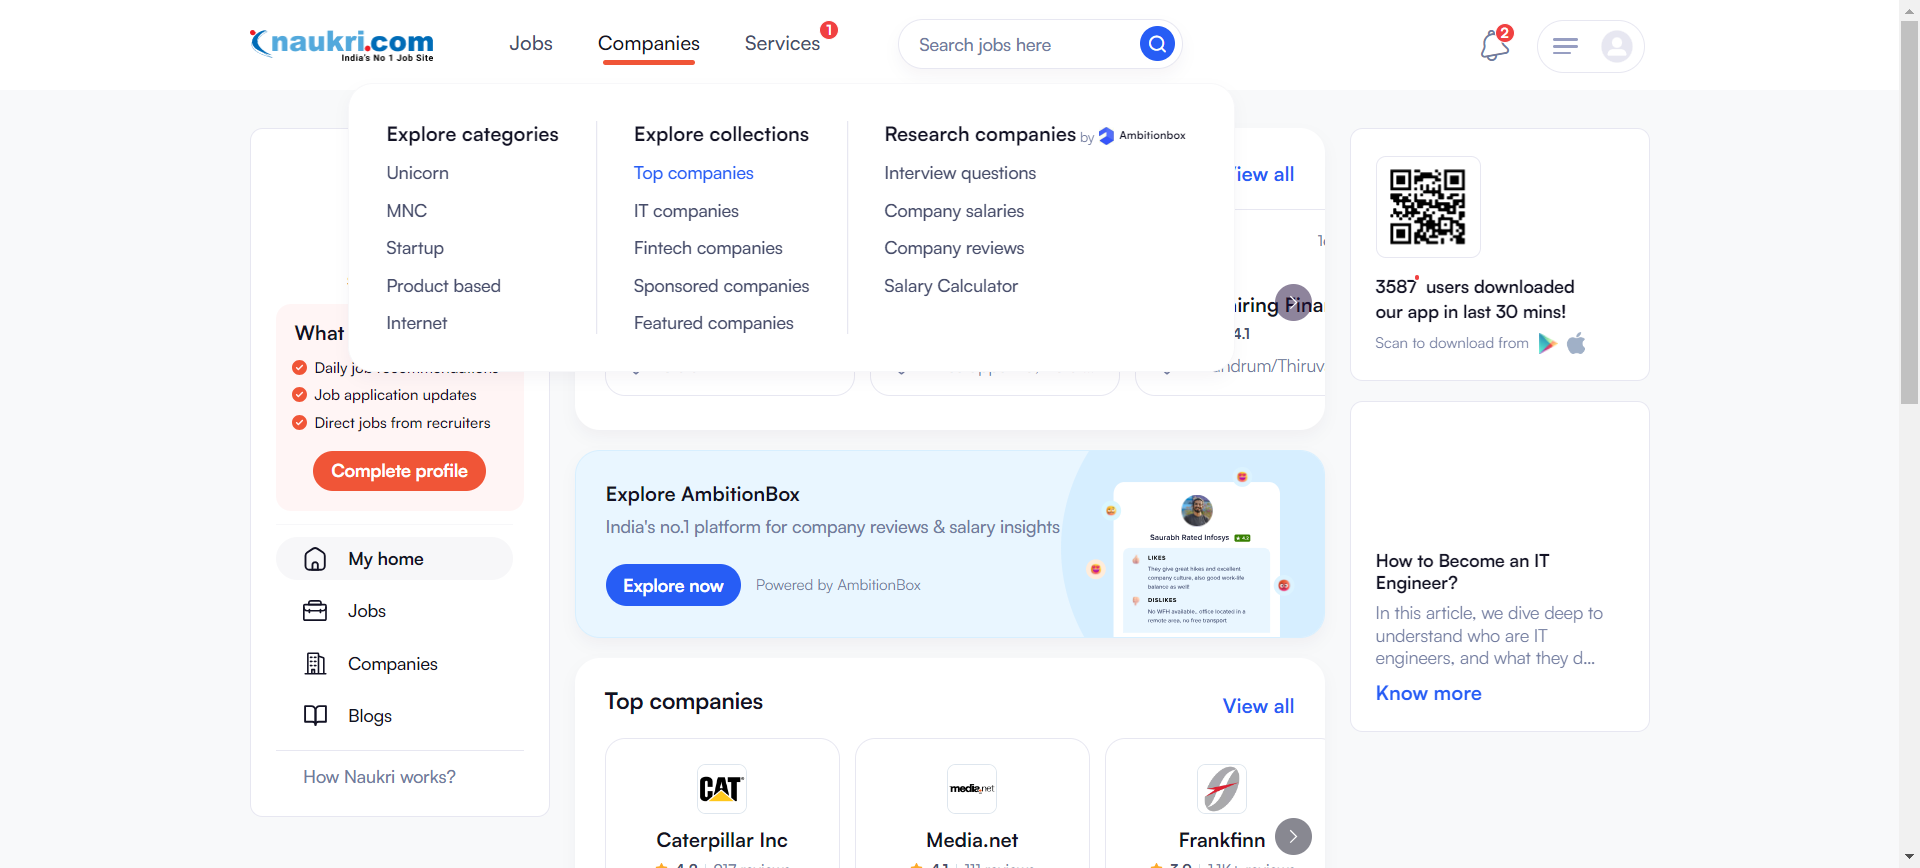 naukri.com
India's No 1 Job Site
Jobs
Companies
Services
1
Search jobs here
2
Explore categories
Unicorn
MNC
Startup
Product based
Internet
Explore collections
Top companies
IT companies
Fintech companies
Sponsored companies
Featured companies
Research companies by Ambitionbox
Interview questions
Company salaries
Company reviews
Salary Calculator
What
Daily job recommendations
Job application updates
Direct jobs from recruiters
Complete profile
My home
Jobs
Companies
Blogs
How Naukri works?
View all
4.1
Explore AmbitionBox
India's no.1 platform for company reviews & salary insights
Explore now
Powered by AmbitionBox
Saurabh Rated Infosys 4.2
LIKES
They give great hikes and excellent
company culture, also good work-life
balance as well!
DISLIKES
No WFH available, office located in a
remote area, no free transport
Top companies
View all
CAT
media.net
Caterpillar Inc
Media.net
Frankfinn
3587 users downloaded
our app in last 30 mins!
Scan to download from
How to Become an IT
Engineer?
In this article, we dive deep to
understand who are IT
engineers, and what they d...
Know more